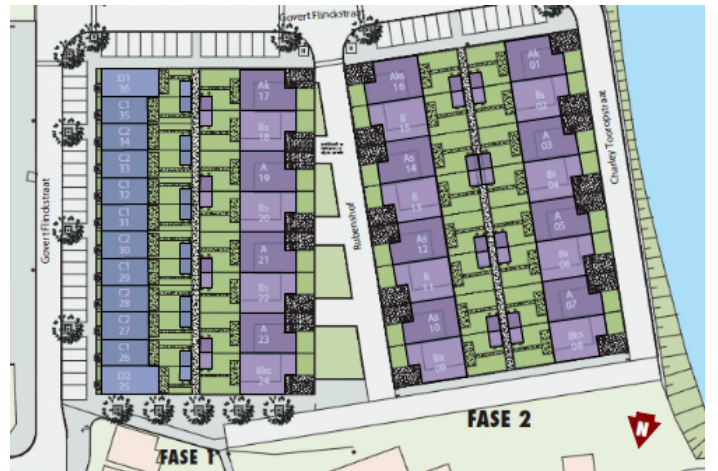 Govert Flinckstraat
Govert Flinckstraat
D1
36
C1
35
C2
34
C2
33
C1
32
C1
31
C2
30
C1
29
C2
28
C2
27
C1
26
D2
25
Ak
17
Bs
18
A
19
Bs
20
A
21
Bs
22
A
23
Bks
24
Rubenshof
16
B
15
As
14
B
13
As
12
B
11
As
10
Bk
09
Ak
01
Bs
02
A
03
Bs
04
A
05
Bs
06
A
07
Bks
08
Charley Tooropstraat
FASE 1
FASE 2
N